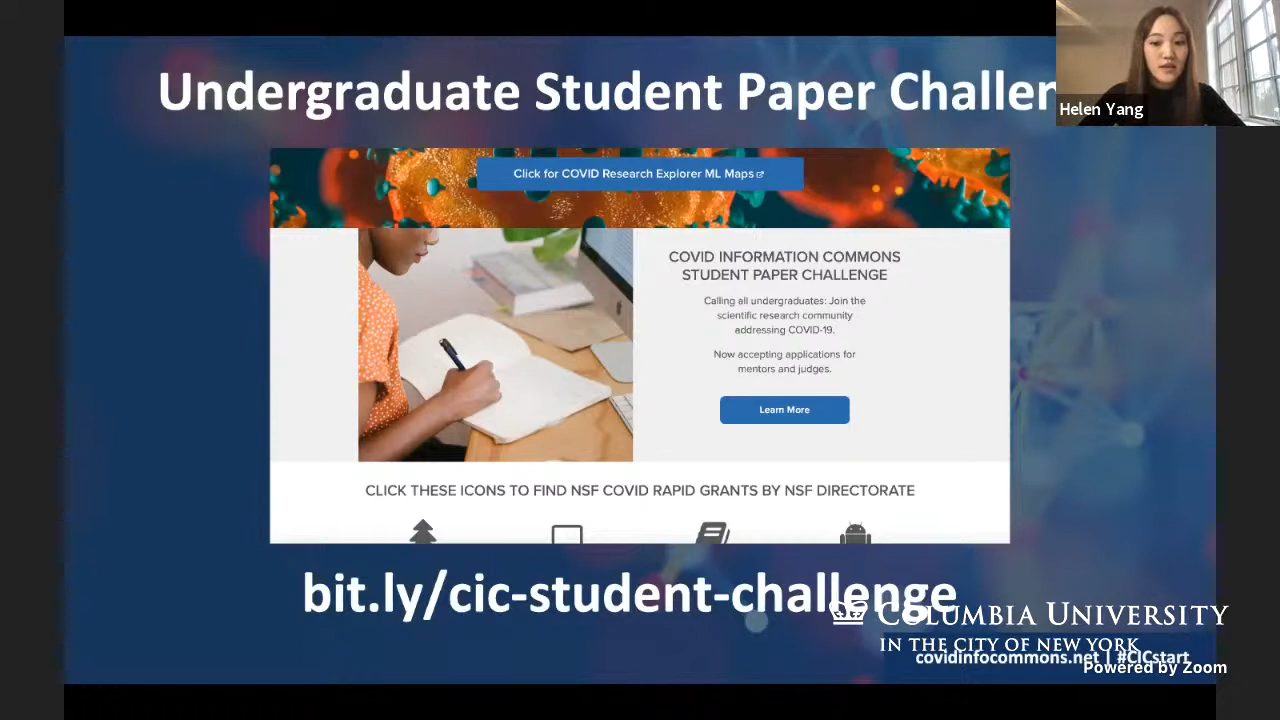 Undergraduate Student Paper Challen
Helen Yang
Click for COVID Research Explorer ML Maps
COVID INFORMATION COMMONS
STUDENT PAPER CHALLENGE
Calling all undergraduates: Join the
scientific research community
addressing COVID-19.
Now accepting applications for
mentors and judges.
Learn More
CLICK THESE ICONS TO FIND NSF COVID RAPID GRANTS BY NSF DIRECTORATE
bit.ly/cic-student-challenge
COLUMBIA UNIVERSITY
IN THE CITY OF NEW YORK
covidinfocommons.net | #CICstart
Powered by Zoom